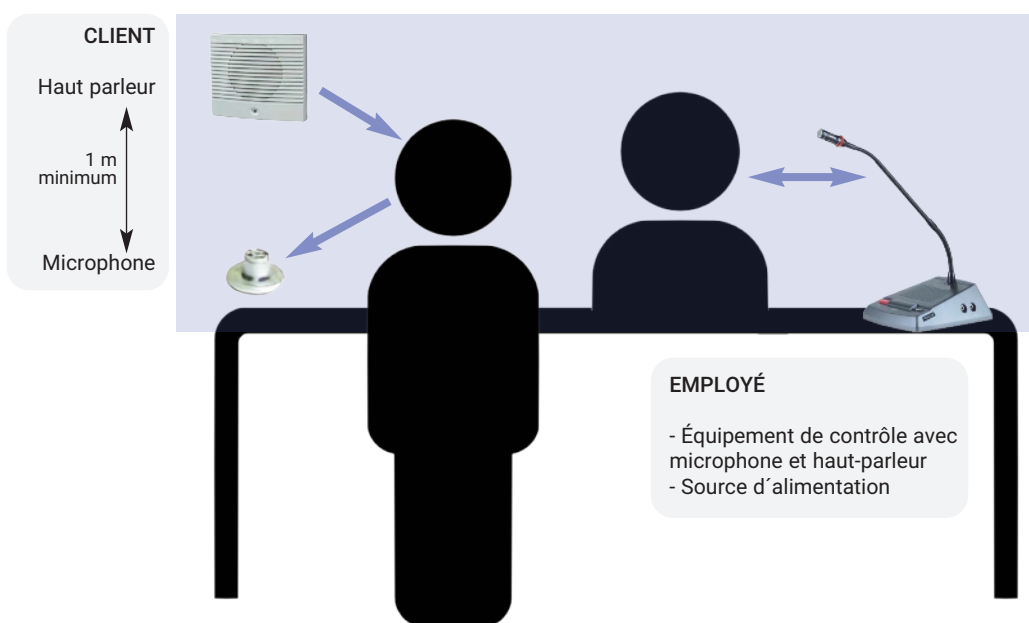 CLIENT
Haut parleur
1 m
minimum
Microphone
EMPLOYÉ
- Équipement de contrôle avec
microphone et haut-parleur
- Source d´alimentation